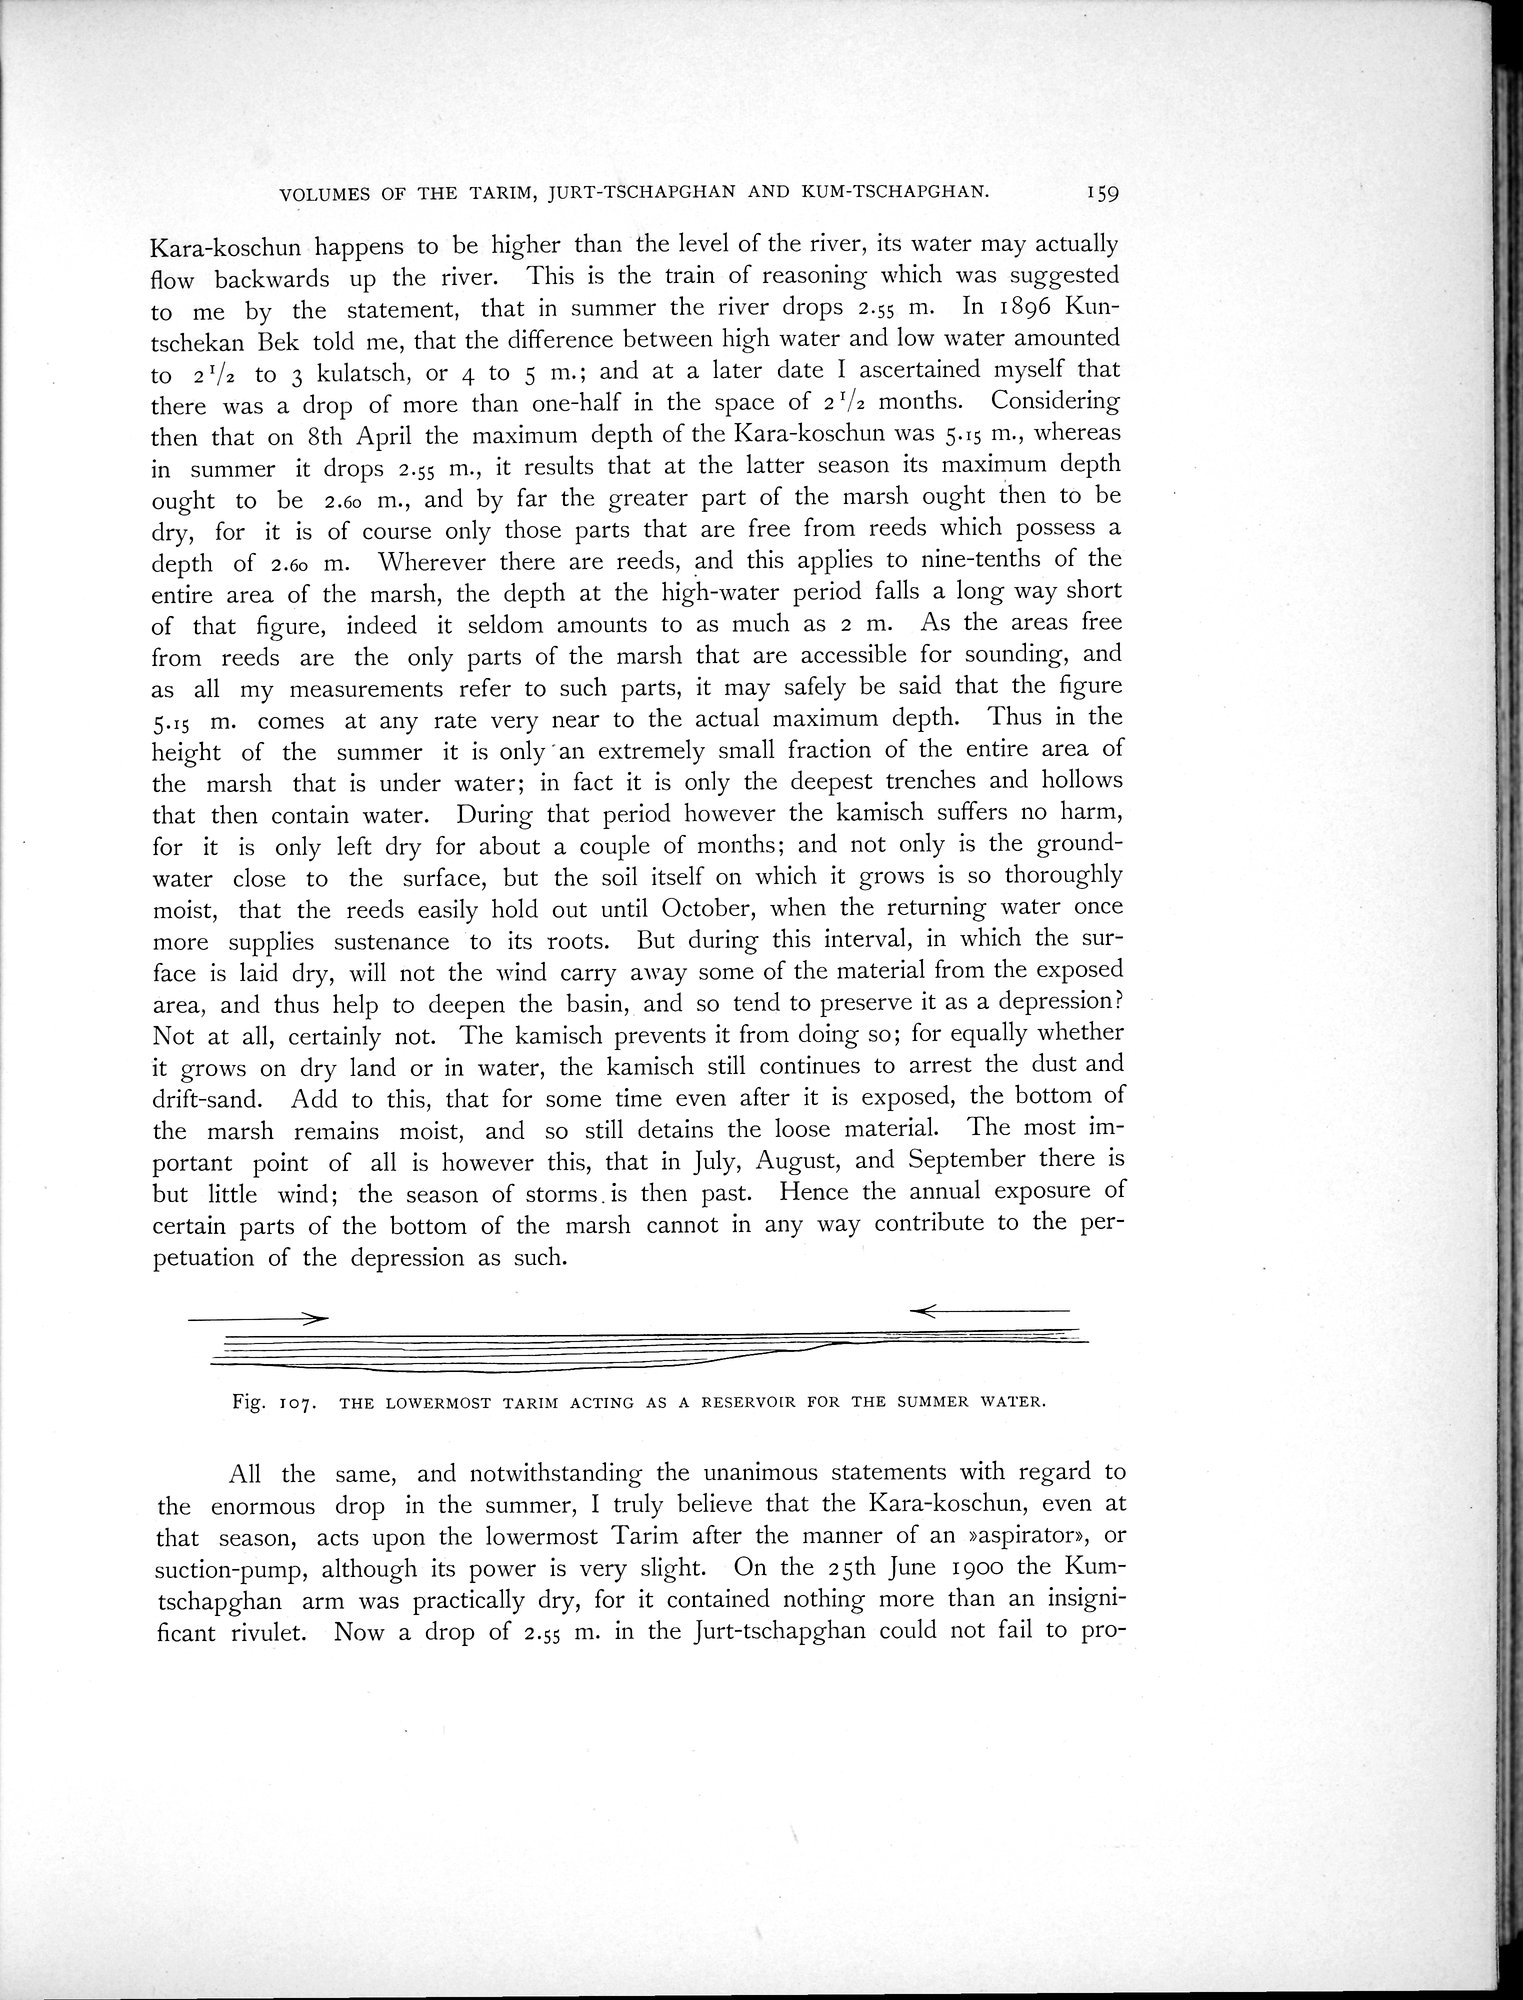 VOLUMES OF THE TARIM, JURT-TSCHAPGHAN AND KUM-TSCHAPGHAN. 159
Kara-koschun happens to be higher than the level of the river, its water may actually
flow backwards up the river. This is the train of reasoning which was suggested
to me by the statement, that in summer the river drops 2.55 m. In 1896 Kun-
tschekan Bek told me, that the difference between high water and low water amounted
to 2 1/2 to 3 kulatsch, or 4 to 5 m.; and at a later date I ascertained myself that
there was a drop of more than one-half in the space of 2 1/2 months. Considering
then that on 8th April the maximum depth of the Kara-koschun was 5.15 m., whereas
in summer it drops 2.55 m., it results that at the latter season its maximum depth
ought to be 2.60 m., and by far the greater part of the marsh ought then to be
dry, for it is of course only those parts that are free from reeds which possess a
depth of 2.60 m. Wherever there are reeds, and this applies to nine-tenths of the
entire area of the marsh, the depth at the high-water period falls a long way short
of that figure, indeed it seldom amounts to as much as 2 m. As the areas free
from reeds are the only parts of the marsh that are accessible for sounding, and
as all my measurements refer to such parts, it may safely be said that the figure
5.15 m. comes at any rate very near to the actual maximum depth. Thus in the
height of the summer it is only an extremely small fraction of the entire area of
the marsh that is under water; in fact it is only the deepest trenches and hollows
that then contain water. During that period however the kamisch suffers no harm,
for it is only left dry for about a couple of months; and not only is the ground-
water close to the surface, but the soil itself on which it grows is so thoroughly
moist, that the reeds easily hold out until October, when the returning water once
more supplies sustenance to its roots. But during this interval, in which the sur-
face is laid dry, will not the wind carry away some of the material from the exposed
area, and thus help to deepen the basin, and so tend to preserve it as a depression?
Not at all, certainly not. The kamisch prevents it from doing so; for equally whether
it grows on dry land or in water, the kamisch still continues to arrest the dust and
drift-sand. Add to this, that for some time even after it is exposed, the bottom of
the marsh remains moist, and so still detains the loose material. The most im-
portant point of all is however this, that in July, August, and September there is
but little wind; the season of storms is then past. Hence the annual exposure of
certain parts of the bottom of the marsh cannot in any way contribute to the per-
petuation of the depression as such.
Fig. 107. THE LOWERMOST TARIM ACTING AS A RESERVOIR FOR THE SUMMER WATER.
All the same, and notwithstanding the unanimous statements with regard to
the enormous drop in the summer, I truly believe that the Kara-koschun, even at
that season, acts upon the lowermost Tarim after the manner of an »aspirator», or
suction-pump, although its power is very slight. On the 25th June 1900 the Kum-
tschapghan arm was practically dry, for it contained nothing more than an insigni-
ficant rivulet. Now a drop of 2.55 m. in the Jurt-tschapghan could not fail to pro-